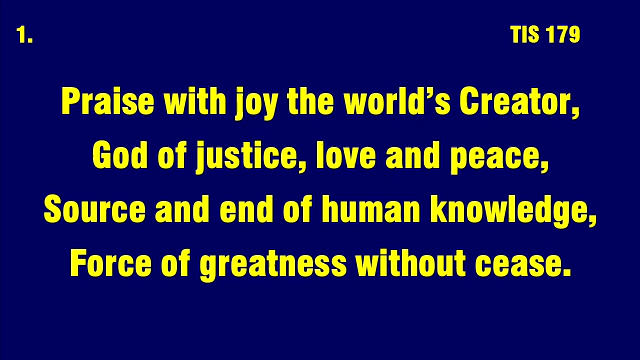 1. TIS 179
Praise with joy the world's Creator,
God of justice, love and peace,
Source and end of human knowledge,
Force of greatness without cease.